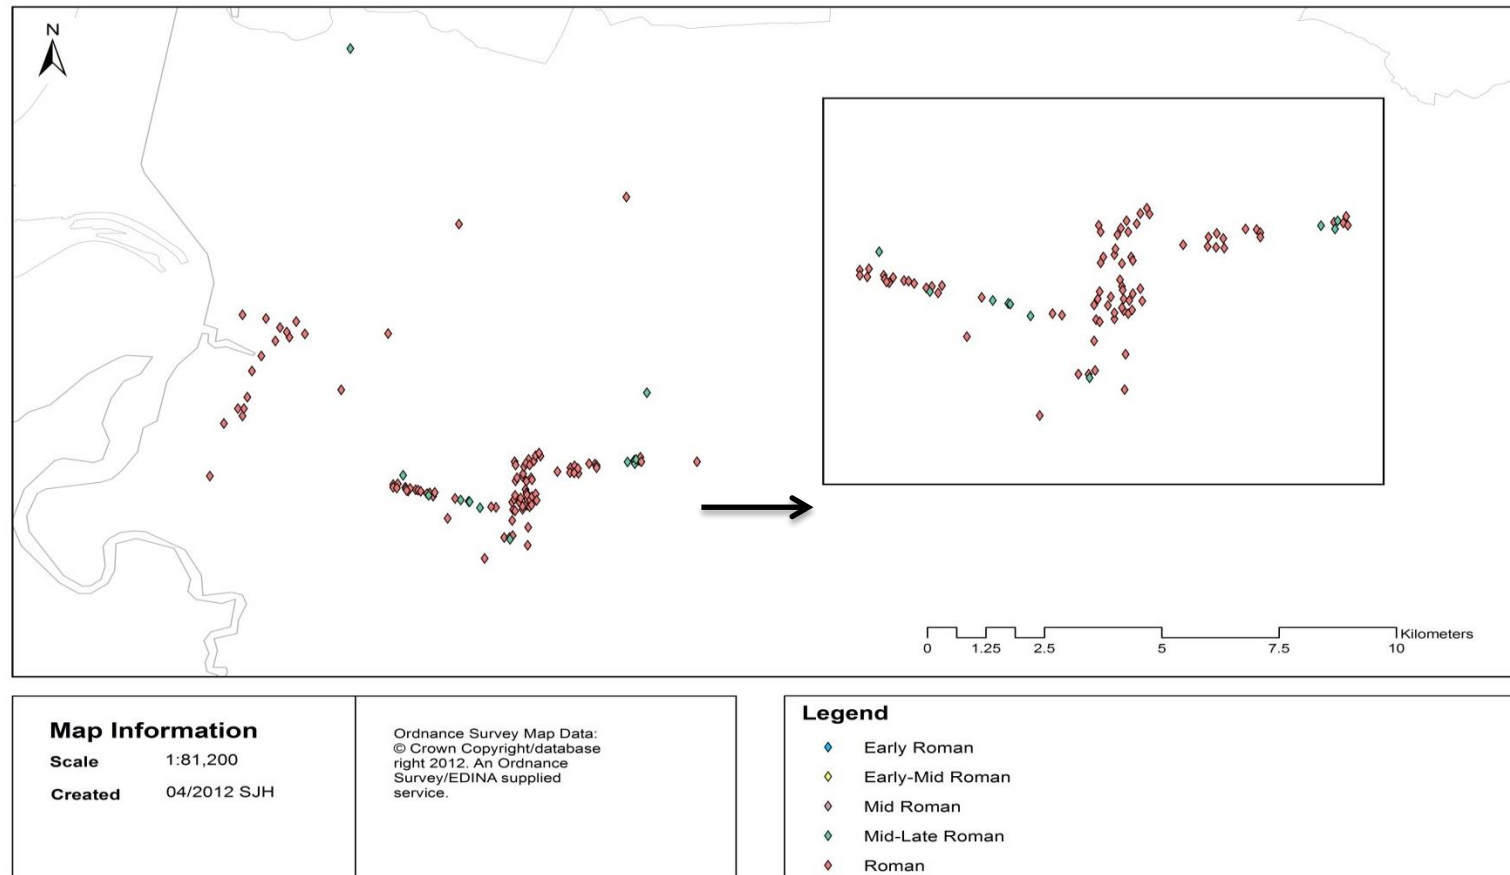 N
Kilometers
0 1.25 2.5 5 7.5 10
Map Information
Scale 1:81,200
Created 04/2012 SJH
Ordnance Survey Map Data:
© Crown Copyright/database
right 2012. An Ordnance
Survey/EDINA supplied
service.
Legend
Early Roman
Early-Mid Roman
Mid Roman
Mid-Late Roman
Roman